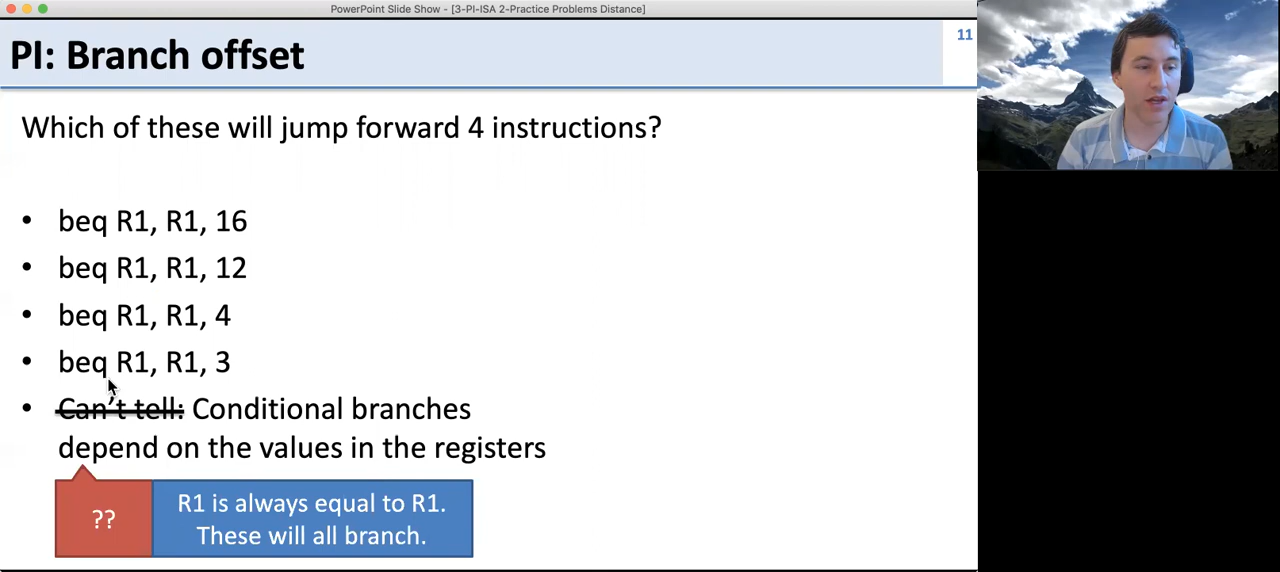 PowerPoint Slide Show - [3-PI-ISA 2-Practice Problems Distance]
PI: Branch offset
11
Which of these will jump forward 4 instructions?
• beq R1, R1, 16
• beq R1, R1, 12
• beq R1, R1, 4
• beq R1, R1, 3
• Can't tell: Conditional branches
depend on the values in the registers
??
R1 is always equal to R1.
These will all branch.